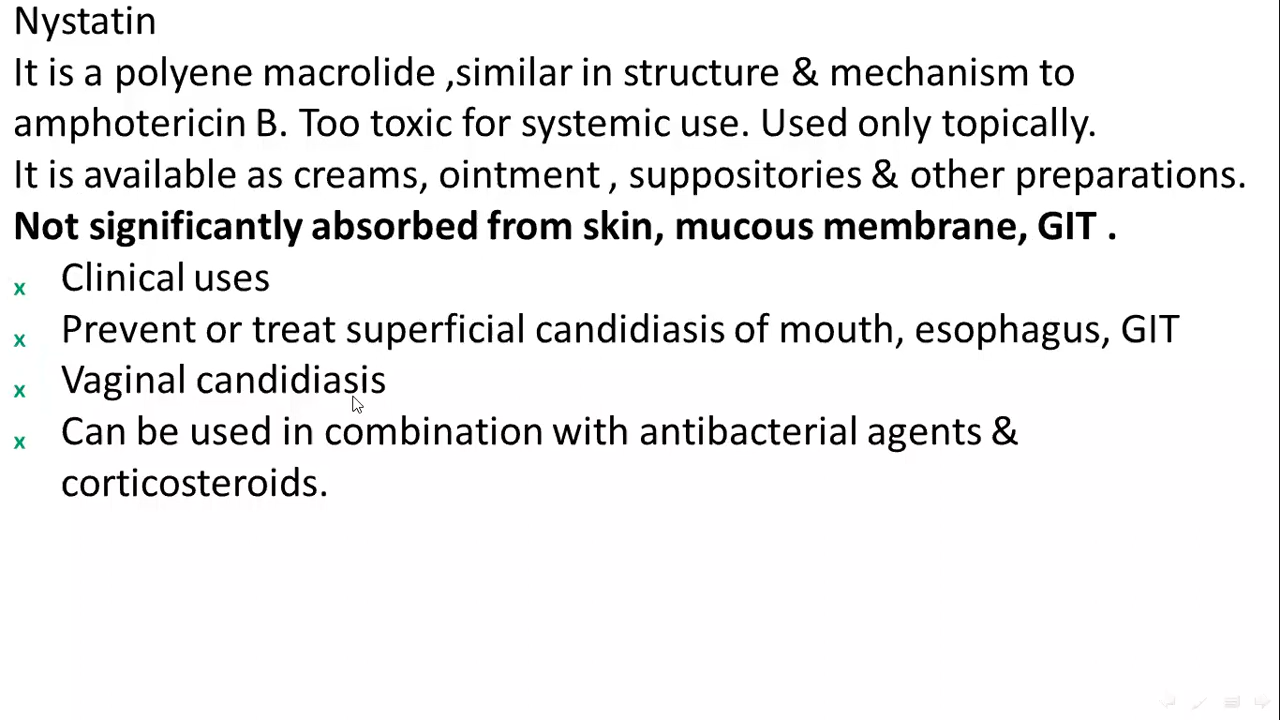 Nystatin
It is a polyene macrolide ,similar in structure & mechanism to
amphotericin B. Too toxic for systemic use. Used only topically.
It is available as creams, ointment , suppositories & other preparations.
Not significantly absorbed from skin, mucous membrane, GIT .
x Clinical uses
x Prevent or treat superficial candidiasis of mouth, esophagus, GIT
x Vaginal candidiasis
x Can be used in combination with antibacterial agents &
corticosteroids.